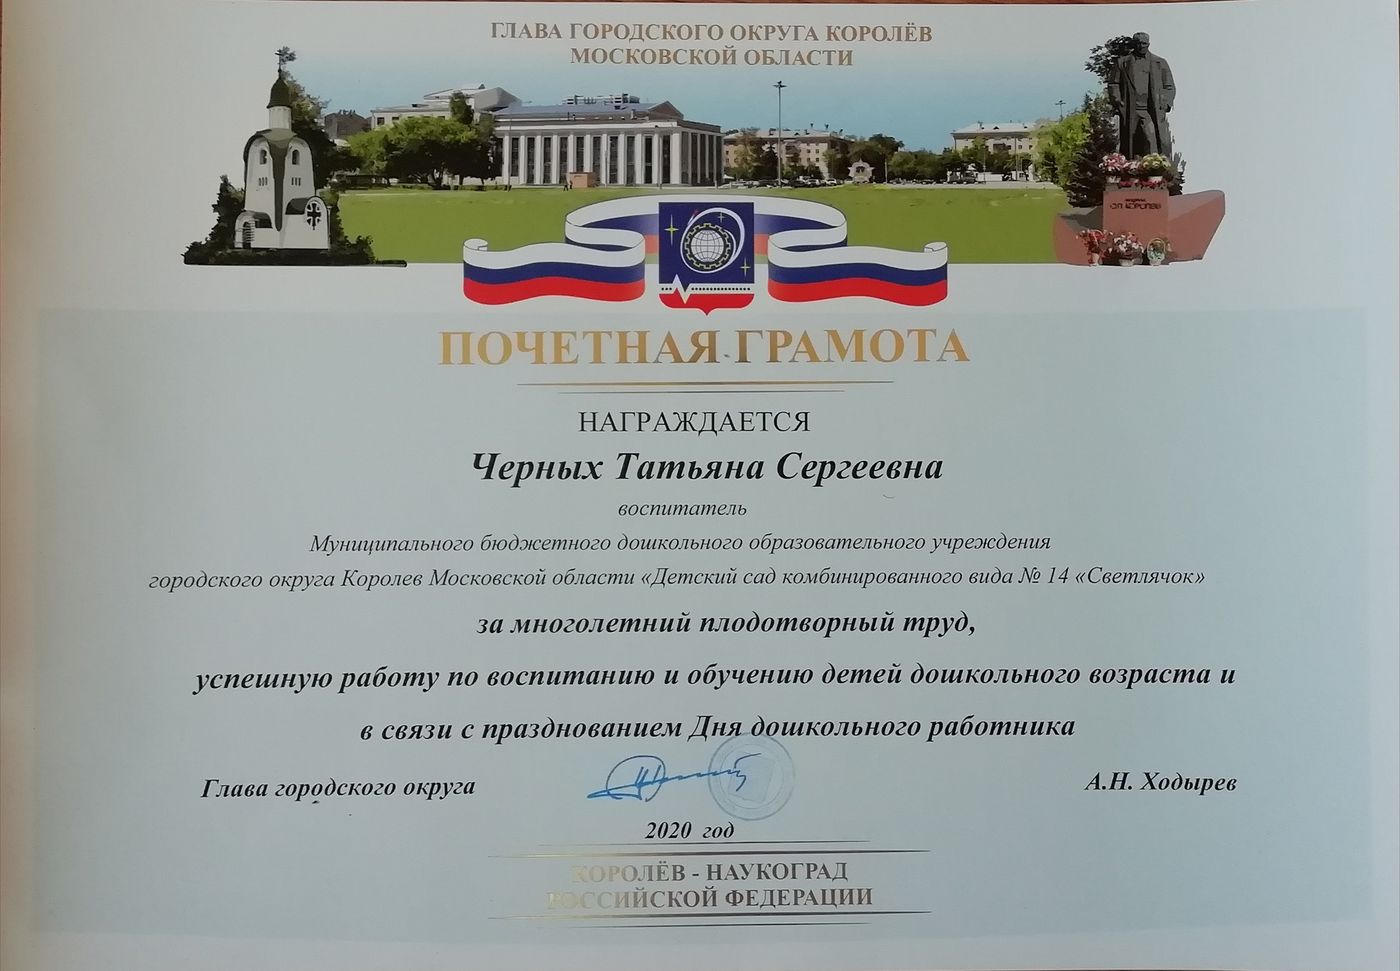 ГЛАВА ГОРОДСКОГО ОКРУГА КОРОЛЁВ
МОСКОВСКОЙ ОБЛАСТИ
С.П. КОРОЛЕВ
ПОЧЕТНАЯ ГРАМОТА
НАГРАЖДАЕТСЯ
Черных Татьяна Сергеевна
воспитатель
Муниципального бюджетного дошкольного образовательного учреждения
городского округа Королев Московской области «Детский сад комбинированного вида № 14 «Светлячок»
за многолетний плодотворный труд,
успешную работу по воспитанию и обучению детей дошкольного возраста и
в связи с празднованием Дня дошкольного работника
Глава городского округа
А.Н. Ходырев
2020 год
КОРОЛЁВ - НАУКОГРАД
РОССИЙСКОЙ ФЕДЕРАЦИИ